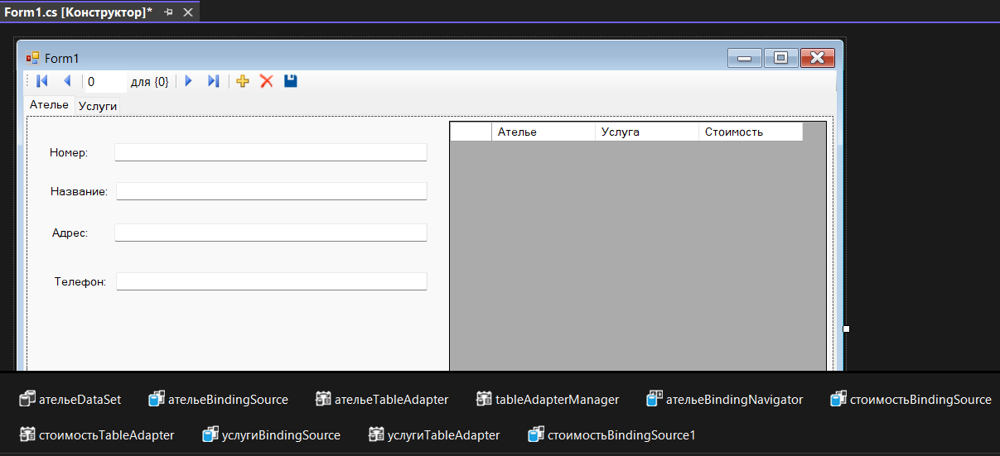 Form1.cs [Конструктор]*
Form1
0 для {0}
Ателье Услуги
Ателье Услуга Стоимость
Номер:
Название:
Адрес:
Телефон:
ательеDataSet ательеBindingSource ательеTableAdapter tableAdapterManager ательеBindingNavigator стоимостьBindingSource
стоимостьTableAdapter услугиBindingSource услугиTableAdapter стоимостьBindingSource1